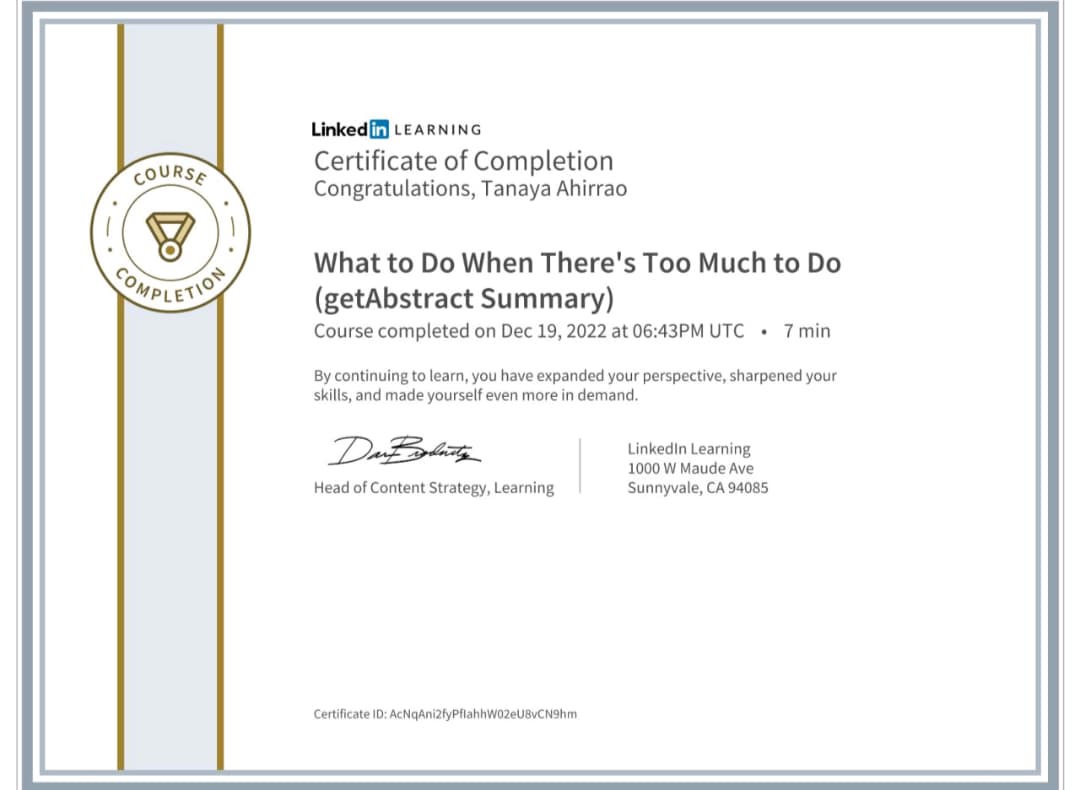 COURSE
COMPLETION
Linked in LEARNING
Certificate of Completion
Congratulations, Tanaya Ahirrao
What to Do When There's Too Much to Do
(getAbstract Summary)
Course completed on Dec 19, 2022 at 06:43PM UTC • 7 min
By continuing to learn, you have expanded your perspective, sharpened your
skills, and made yourself even more in demand.
Head of Content Strategy, Learning
LinkedIn Learning
1000 W Maude Ave
Sunnyvale, CA 94085
Certificate ID: AcNqAni2fyPflahhW02eU8vCN9hm